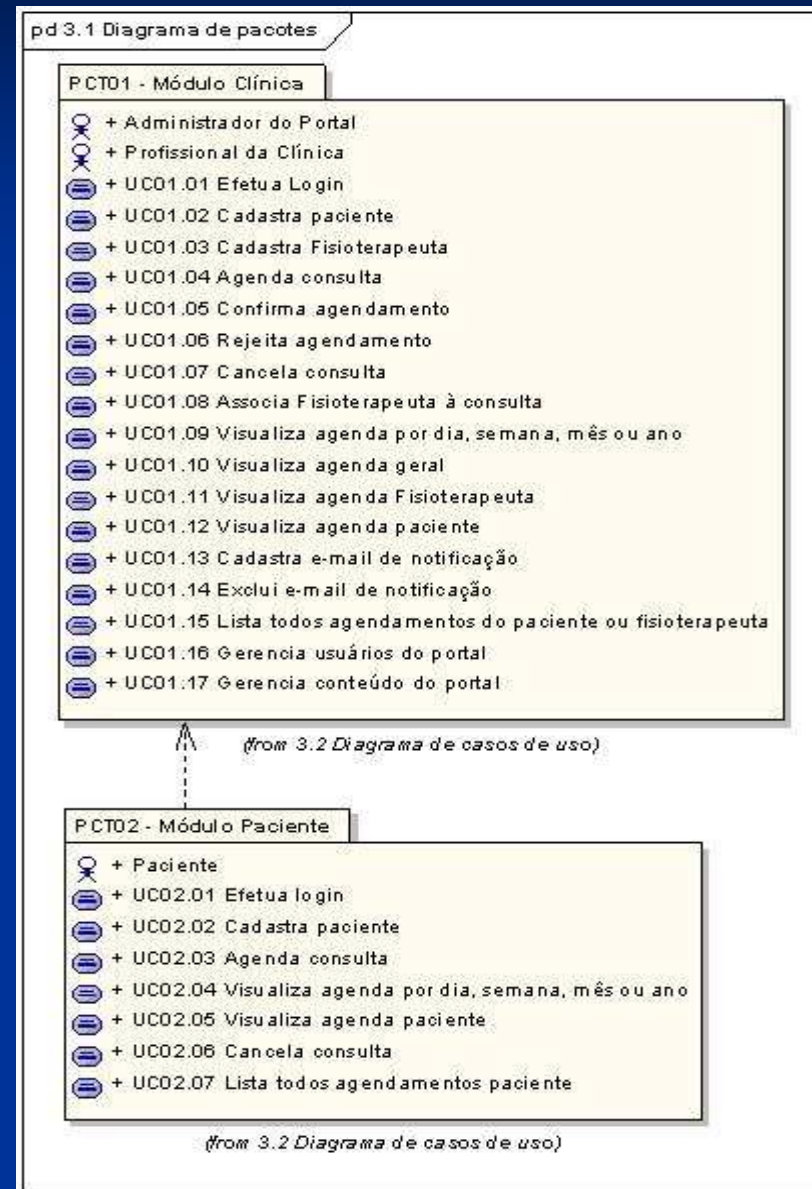 pd 3.1 Diagrama de pacotes
PCT01 - Módulo Clínica
+ Administrador do Portal
+ Profissional da Clínica
+ UC01.01 Efetua Login
+ UC01.02 Cadastra paciente
+ UC01.03 Cadastra Fisioterapeuta
+ UC01.04 Agenda consulta
+ UC01.05 Confirma agendamento
+ UC01.06 Rejeita agendamento
+ UC01.07 Cancela consulta
+ UC01.08 Associa Fisioterapeuta à consulta
+ UC01.09 Visualiza agenda por dia, semana, mês ou ano
+ UC01.10 Visualiza agenda geral
+ UC01.11 Visualiza agenda Fisioterapeuta
+ UC01.12 Visualiza agenda paciente
+ UC01.13 Cadastra e-mail de notificação
+ UC01.14 Exclui e-mail de notificação
+ UC01.15 Lista todos agendamentos do paciente ou fisioterapeuta
+ UC01.16 Gerencia usuários do portal
+ UC01.17 Gerencia conteúdo do portal
(from 3.2 Diagrama de casos de uso)
PCT02 - Módulo Paciente
+ Paciente
+ UC02.01 Efetua login
+ UC02.02 Cadastra paciente
+ UC02.03 Agenda consulta
+ UC02.04 Visualiza agenda por dia, semana, mês ou ano
+ UC02.05 Visualiza agenda paciente
+ UC02.06 Cancela consulta
+ UC02.07 Lista todos agendamentos paciente
(from 3.2 Diagrama de casos de uso)